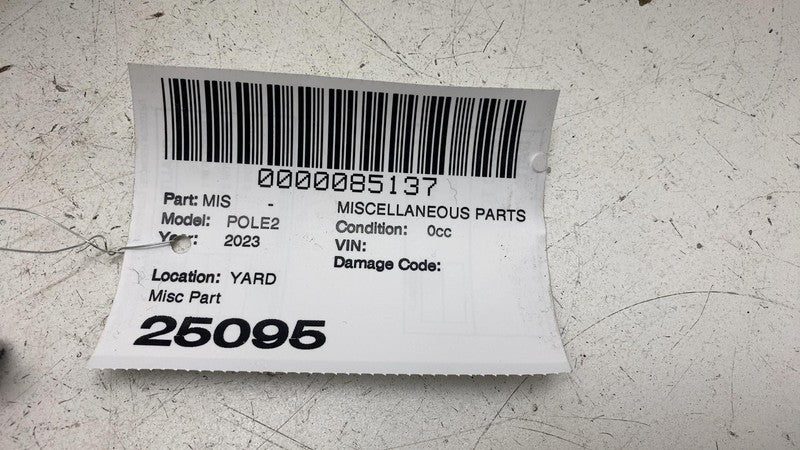 0000085137
Part: MIS - MISCELLANEOUS PARTS
Model: POLE2 Condition: 0cc
Year: 2023 VIN:
Damage Code:
Location: YARD
Misc Part
25095